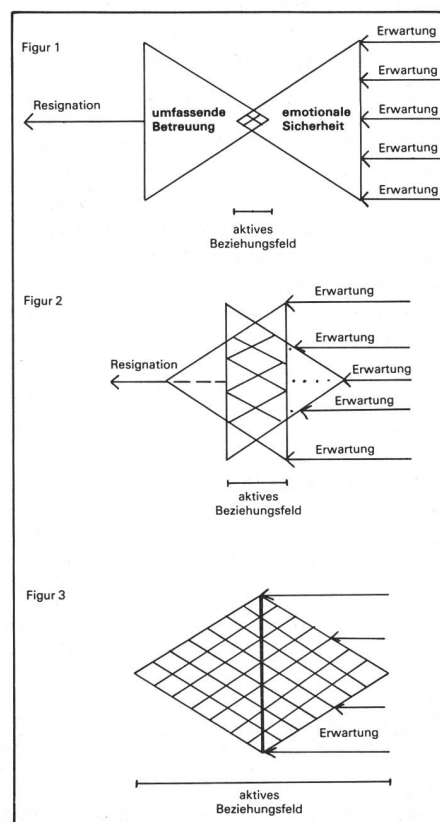 Figur 1
Erwartung
Erwartung
Resignation
umfassende
Betreuung
emotionale
Sicherheit
Erwartung
Erwartung
Erwartung
aktives
Beziehungsfeld
Figur 2
Erwartung
Erwartung
Resignation
Erwartung
Erwartung
Erwartung
aktives
Beziehungsfeld
Figur 3
Erwartung
aktives
Beziehungsfeld